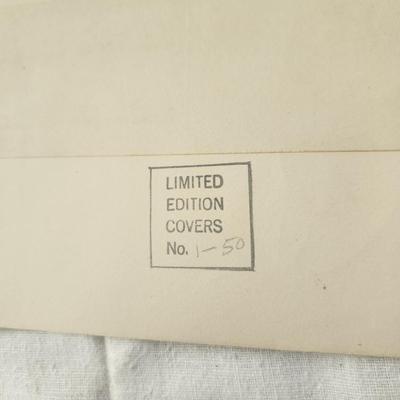 LIMITED
EDITION
COVERS
No. 1-50